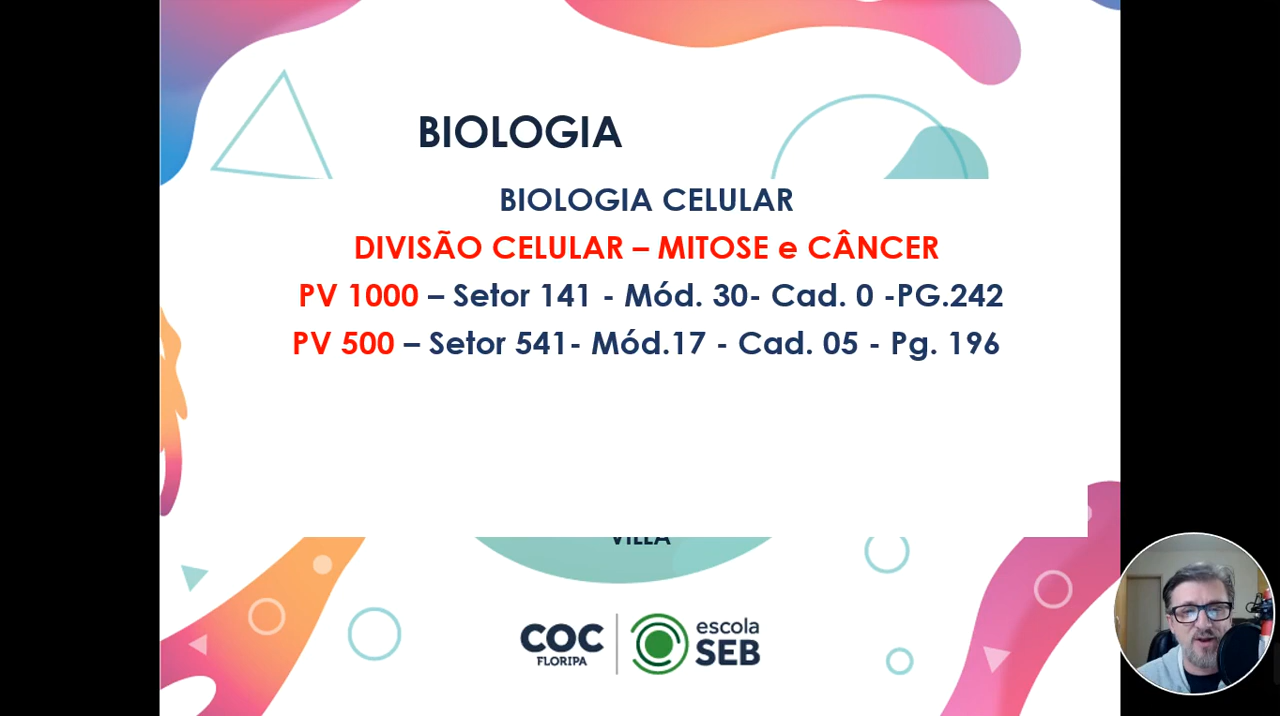 BIOLOGIA
BIOLOGIA CELULAR
DIVISÃO CELULAR – MITOSE e CÂNCER
PV 1000 – Setor 141 - Mód. 30- Cad. 0 -PG.242
PV 500 – Setor 541- Mód.17 - Cad. 05 - Pg. 196
VILLA
COC
FLORIPA
escola
SEB